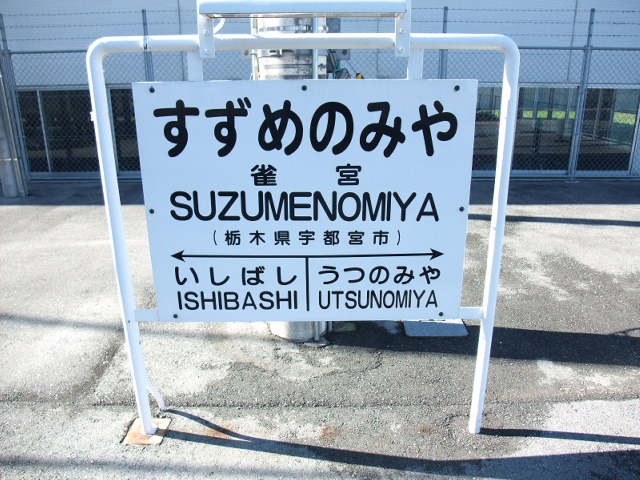 すずめのみや
雀宮
SUZUMENOMIYA
(栃木県宇都宮市)
いしばし うつのみや
ISHIBASHI UTSUNOMIYA